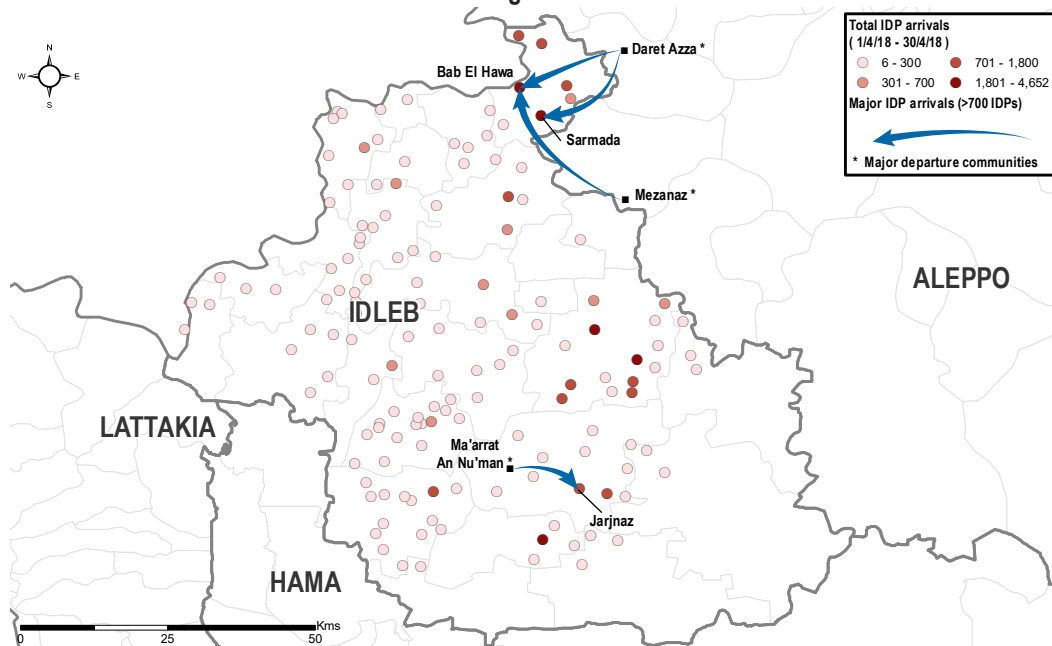 Total IDP arrivals
( 1/4/18 - 30/4/18 )
6 - 300
701 - 1,800
301 - 700
1,801 - 4,652
Major IDP arrivals (>700 IDPs)
* Major departure communities
N
W
E
S
Daret Azza *
Bab El Hawa
Sarmada
Mezanaz *
ALEPPO
IDLEB
LATTAKIA
Ma'arrat
An Nu'man *
Jarjnaz
HAMA
Kms
0
25
50